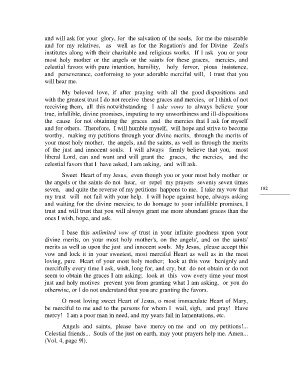 and will ask for your glory, for the salvation of the souls, for me the miserable
and for my relatives, as well as for the Rogation's and for Divine Zeal's
institutes along with their charitable and religious works. If I ask you or your
most holy mother or the angels or the saints for these graces, mercies, and
celestial favors with pure intention, humility, holy fervor, pious insistence,
and perseverance, conforming to your adorable merciful will, I trust that you
will hear me.
My beloved love, if after praying with all the good dispositions and
with the greatest trust I do not receive these graces and mercies, or I think of not
receiving them, all this notwithstanding I take vows to always believe your
true, infallible, divine promises, imputing to my unworthiness and ill-dispositions
the cause for not obtaining the graces and the mercies that I ask for myself
and for others. Therefore, I will humble myself, will hope and strive to become
worthy, making my petitions through your divine merits, through the merits of
your most holy mother, the angels, and the saints, as well as through the merits
of the just and innocent souls. I will always firmly believe that you, most
liberal Lord, can and want and will grant the graces, the mercies, and the
celestial favors that I have asked, I am asking, and will ask.
Sweet Heart of my Jesus, even though you or your most holy mother or
the angels or the saints do not hear, or repel my prayers seventy seven times
seven, and quite the reverse of my petitions happens to me, I take my vow that
my trust will not fail with your help. I will hope against hope, always asking
and waiting for the divine mercies; to do homage to your infallible promises, I
trust and will trust that you will always grant me more abundant graces than the
ones I wish, hope, and ask.
182
I base this unlimited vow of trust in your infinite goodness upon your
divine merits, on your most holy mother's, on the angels', and on the saints'
merits as well as upon the just and innocent souls. My Jesus, please accept this
vow and lock it in your sweetest, most merciful Heart as well as in the most
loving, pure Heart of your most holy mother; look at this vow benignly and
mercifully every time I ask, wish, long for, and cry, but do not obtain or do not
seem to obtain the graces I am asking; look at this vow every time your most
just and holy motives prevent you from granting what I am asking, or you do
otherwise, or I do not understand that you are granting the favors.
O most loving sweet Heart of Jesus, o most immaculate Heart of Mary,
be merciful to me and to the persons for whom I wail, sigh, and pray! Have
mercy! I am a poor man in need, and my years fail in lamentations, etc.
Angels and saints, please have mercy on me and on my petitions!...
Celestial friends... Souls of the just on earth, may your prayers help me. Amen...
(Vol. 4, page 9l).